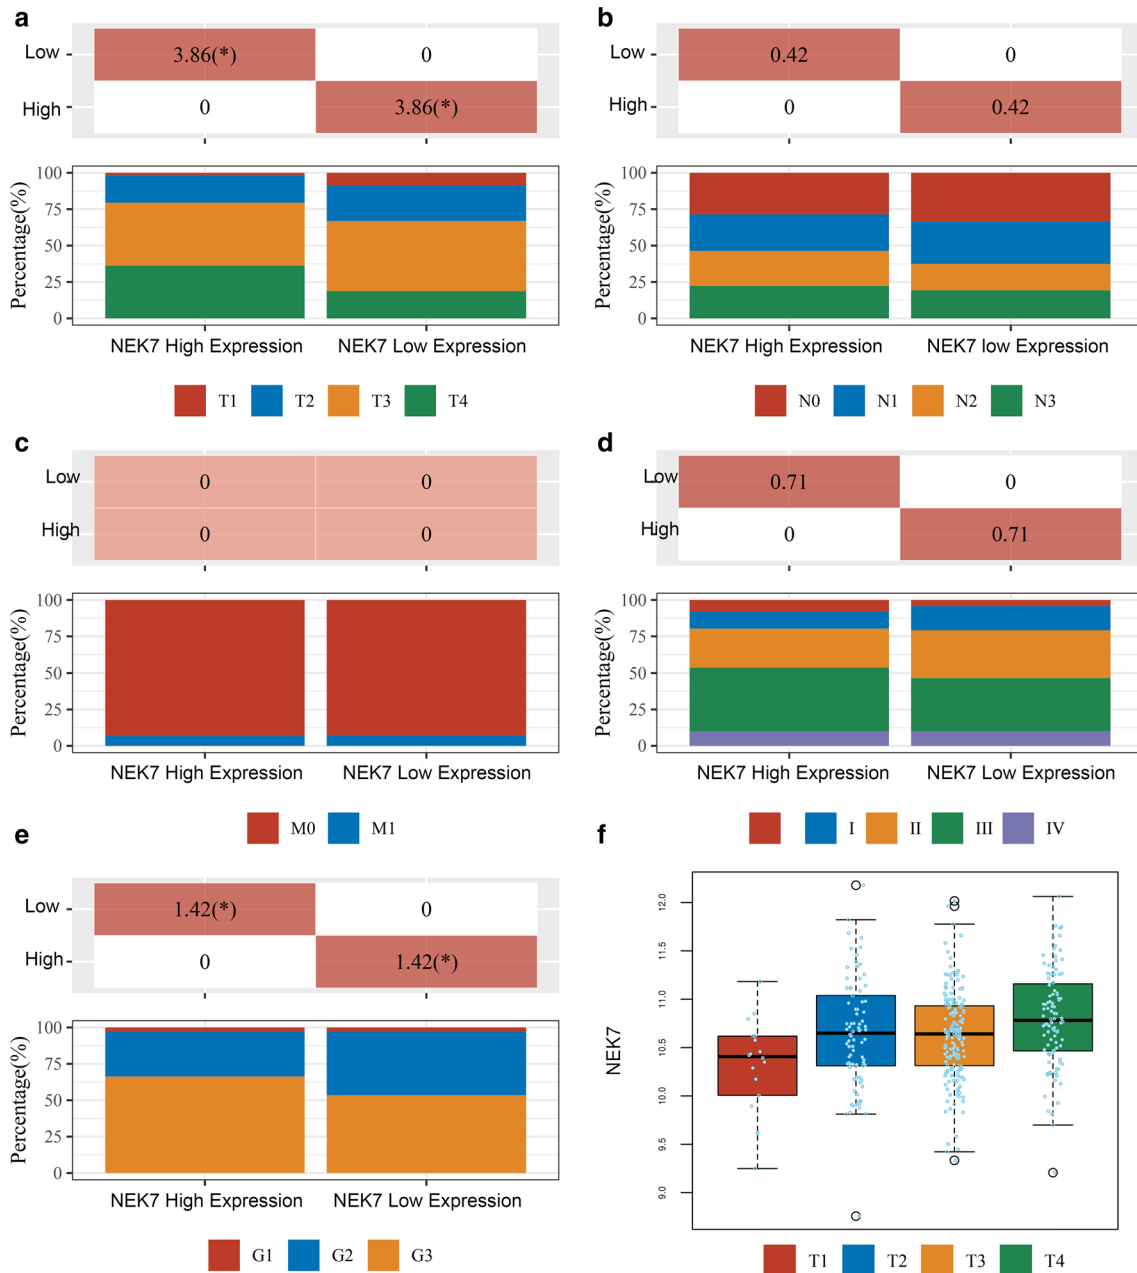 a
Low
3.86(*)
0
High
0
3.86(*)
Percentage(%)
100
75
50
25
0
NEK7 High Expression
NEK7 Low Expression
T1 T2 T3 T4
b
Low
0.42
0
High
0
0.42
Percentage(%)
100
75
50
25
0
NEK7 High Expression
NEK7 low Expression
N0 N1 N2 N3
c
Low
0
0
High
0
0
Percentage(%)
100
75
50
25
0
NEK7 High Expression
NEK7 Low Expression
M0 M1
d
Low
0.71
0
High
0
0.71
Percentage(%)
100
75
50
25
0
NEK7 High Expression
NEK7 Low Expression
I II III IV
e
Low
1.42(*)
0
High
0
1.42(*)
Percentage(%)
100
75
50
25
0
NEK7 High Expression
NEK7 Low Expression
G1 G2 G3
f
NEK7
12.0
11.5
11.0
10.5
10.0
9.5
9.0
T1 T2 T3 T4